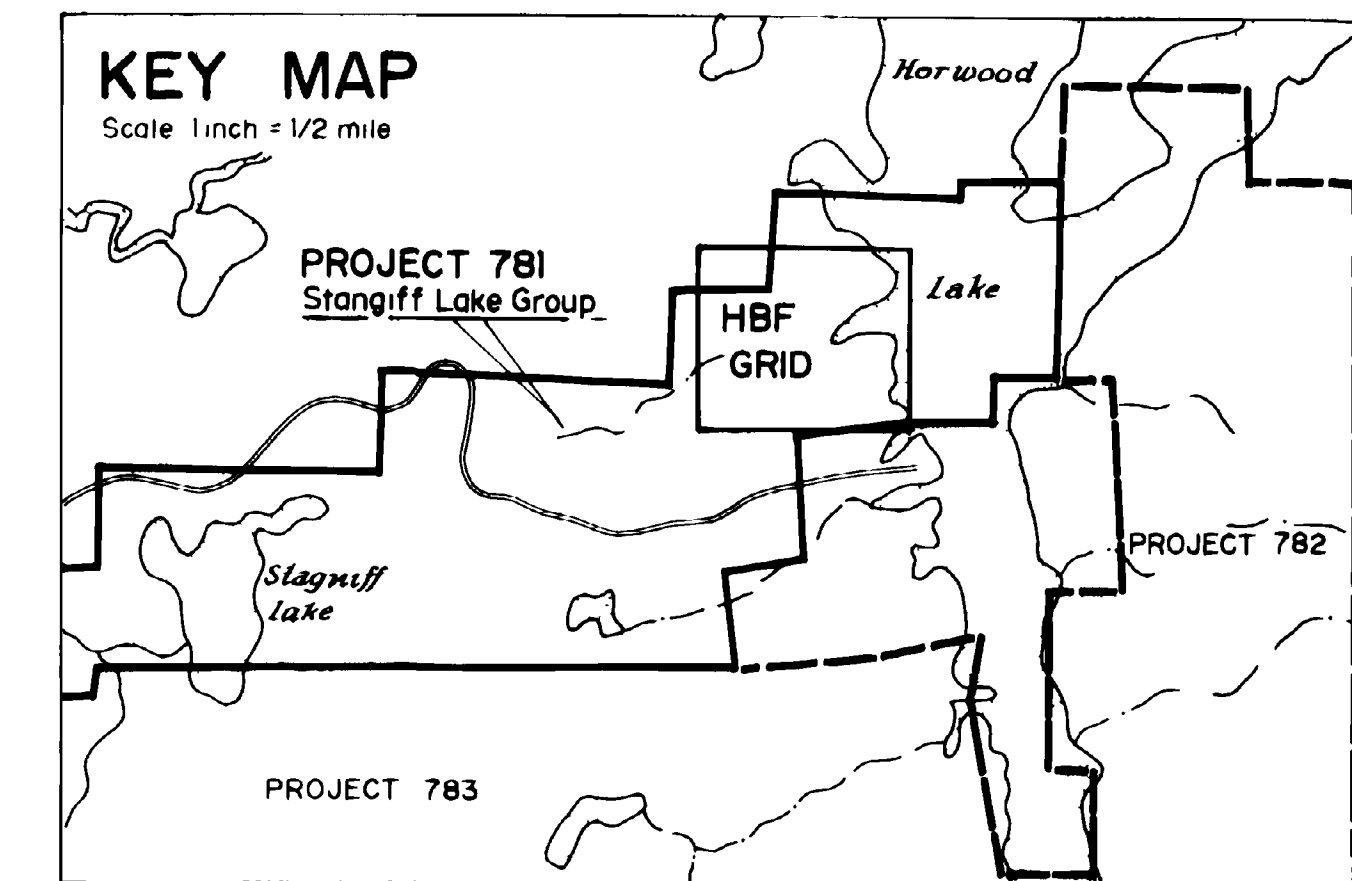 KEY MAP
Scale 1 inch = 1/2 mile
Horwood
PROJECT 781
Stangiff Lake Group
Lake
HBF
GRID
PROJECT 782
Stagniff
lake
PROJECT 783